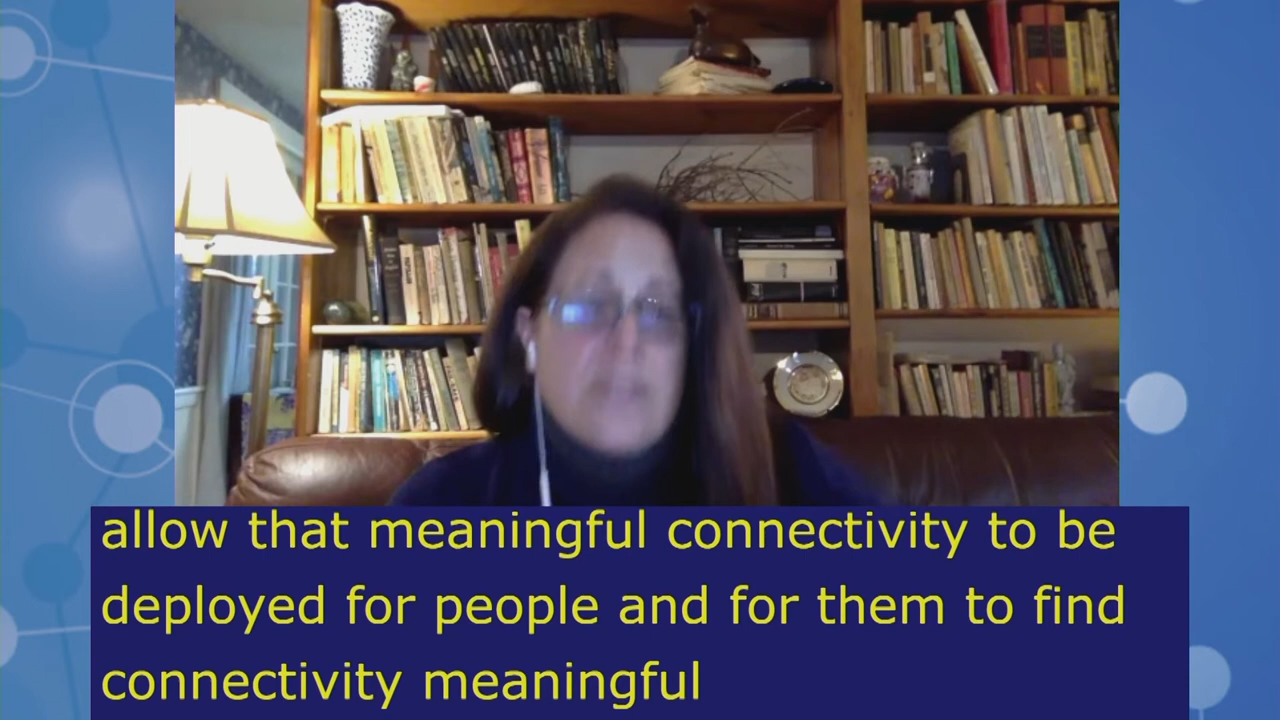 allow that meaningful connectivity to be
deployed for people and for them to find
connectivity meaningful